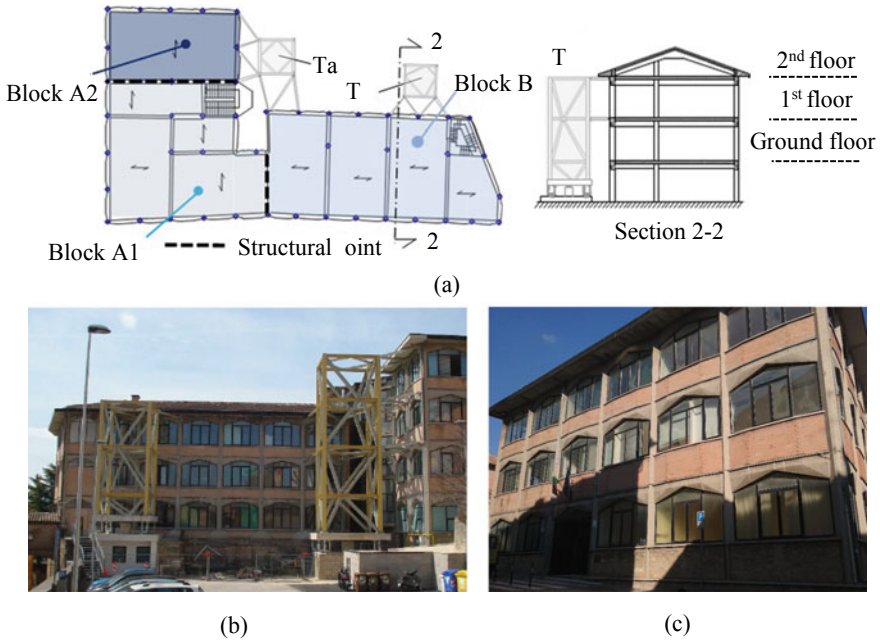 2
Ta
T
Block B
Block A2
2
Block A1
Structural oint
T
2nd floor
1st floor
Ground floor
Section 2-2
(a)
(b)
(c)